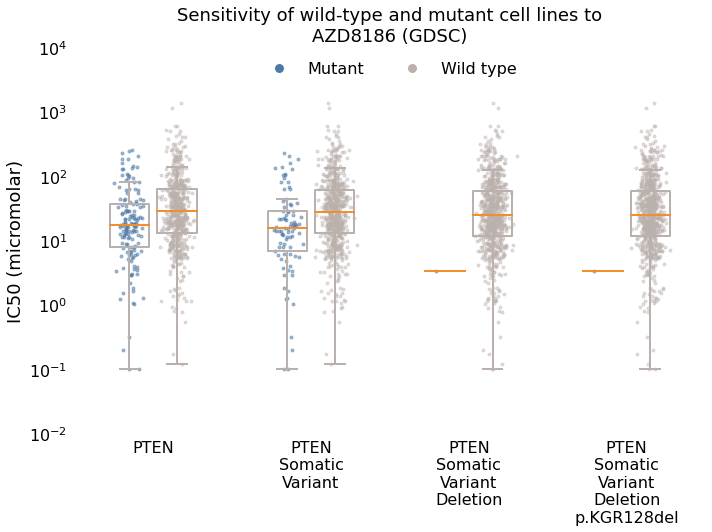 Sensitivity of wild-type and mutant cell lines to
AZD8186 (GDSC)
Mutant
Wild type
IC50 (micromolar)
10⁴
10³
10²
10¹
10⁰
10⁻¹
10⁻²
PTEN
PTEN
Somatic
Variant
PTEN
Somatic
Variant
Deletion
PTEN
Somatic
Variant
Deletion
p.KGR128del